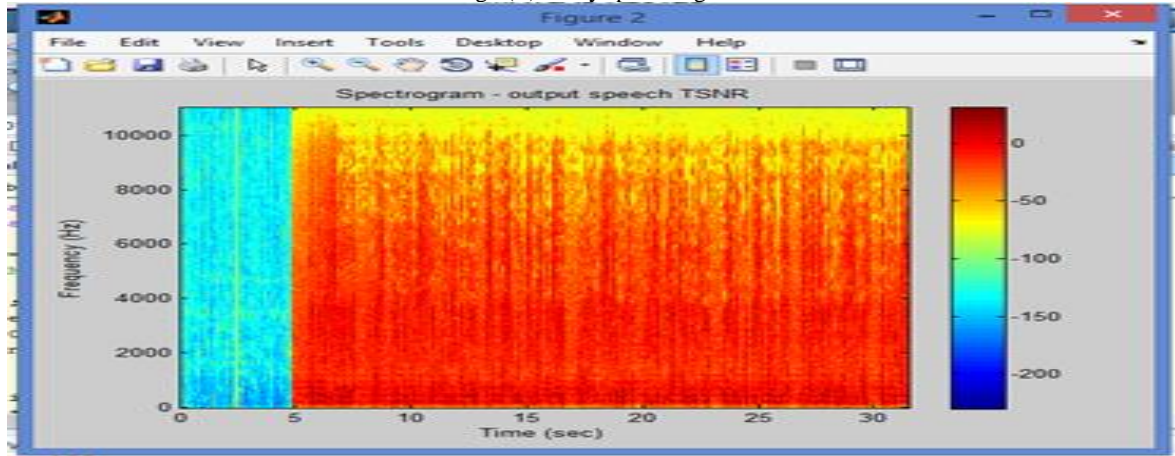 Figure 2
File Edit View Insert Tools Desktop Window Help
Spectrogram - output speech TSNR
10000
8000
6000
4000
2000
0
Frequency (Hz)
0 5 10 15 20 25 30
Time (sec)
0
-50
-100
-150
-200